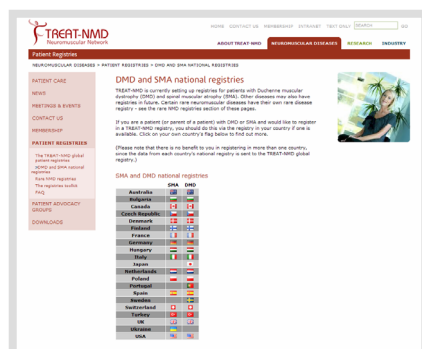 HOME CONTACT US MEMBERSHIP INTRANET TEXT ONLY SEARCH GO
TREAT-NMD
Neuromuscular Network
ABOUT TREAT-NMD NEUROMUSCULAR DISEASES RESEARCH INDUSTRY
Patient Registries
NEUROMUSCULAR DISEASES > PATIENT REGISTRIES > DMD AND SMA NATIONAL REGISTRIES
PATIENT CARE
NEWS
MEETINGS & EVENTS
CONTACT US
MEMBERSHIP
PATIENT REGISTRIES
The TREAT-NMD global
patient registries
DMD and SMA national
registries
Rare NMD registries
The registries toolkit
FAQ
PATIENT ADVOCACY
GROUPS
DOWNLOADS
DMD and SMA national registries
TREAT-NMD is currently setting up registries for patients with Duchenne muscular
dystrophy (DMD) and spinal muscular atrophy (SMA). Other diseases may also have
registries in future. Certain rare neuromuscular diseases have their own rare disease
registry - see the rare NMD registries section of these pages.
If you are a patient (or parent of a patient) with DMD or SMA and would like to register
in a TREAT-NMD registry, you should do this via the registry in your country if one is
available. Click on your own country's flag below to find out more.
(Please note that there is no benefit to you in registering in more than one country,
since the data from each country's national registry is sent to the TREAT-NMD global
registry.)
SMA and DMD national registries
SMA DMD
Australia
Bulgaria
Canada
Czech Republic
Denmark
Finland
France
Germany
Hungary
Italy
Japan
Netherlands
Poland
Portugal
Spain
Sweden
Switzerland
Turkey
UK
Ukraine
USA